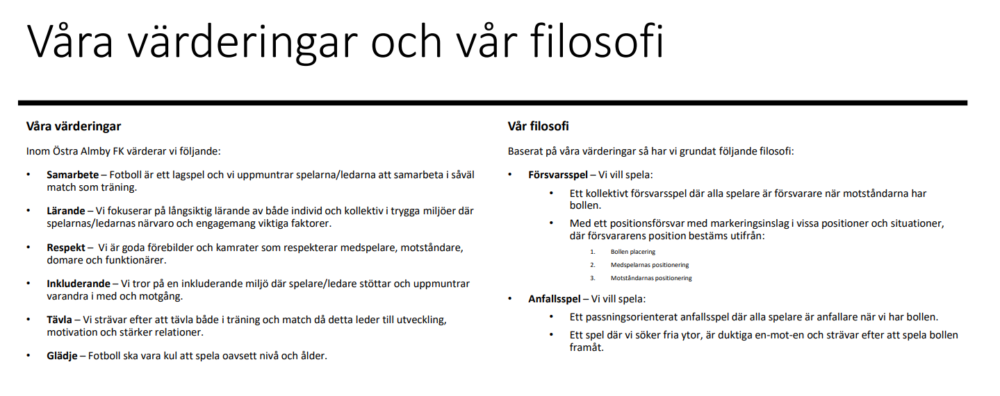 Våra värderingar och vår filosofi
Våra värderingar
Inom Östra Almby FK värderar vi följande:
• Samarbete – Fotboll är ett lagspel och vi uppmuntrar spelarna/ledarna att samarbeta i såväl
match som träning.
• Lärande – Vi fokuserar på långsiktig lärande av både individ och kollektiv i trygga miljöer där
spelarnas/ledarnas närvaro och engagemang viktiga faktorer.
• Respekt – Vi är goda förebilder och kamrater som respekterar medspelare, motståndare,
domare och funktionärer.
• Inkluderande – Vi tror på en inkluderande miljö där spelare/ledare stöttar och uppmuntrar
varandra i med och motgång.
• Tävla – Vi strävar efter att tävla både i träning och match då detta leder till utveckling,
motivation och stärker relationer.
• Glädje – Fotboll ska vara kul att spela oavsett nivå och ålder.
Vår filosofi
Baserat på våra värderingar så har vi grundat följande filosofi:
• Försvarsspel – Vi vill spela:
• Ett kollektivt försvarsspel där alla spelare är försvarare när motståndarna har
bollen.
• Med ett positionsförsvar med markeringsinslag i vissa positioner och situationer,
där försvararens position bestäms utifrån:
1. Bollen placering
2. Medspelarnas positionering
3. Motståndarnas positionering
• Anfallsspel – Vi vill spela:
• Ett passningsorienterat anfallsspel där alla spelare är anfallare när vi har bollen.
• Ett spel där vi söker fria ytor, är duktiga en-mot-en och strävar efter att spela bollen
framåt.